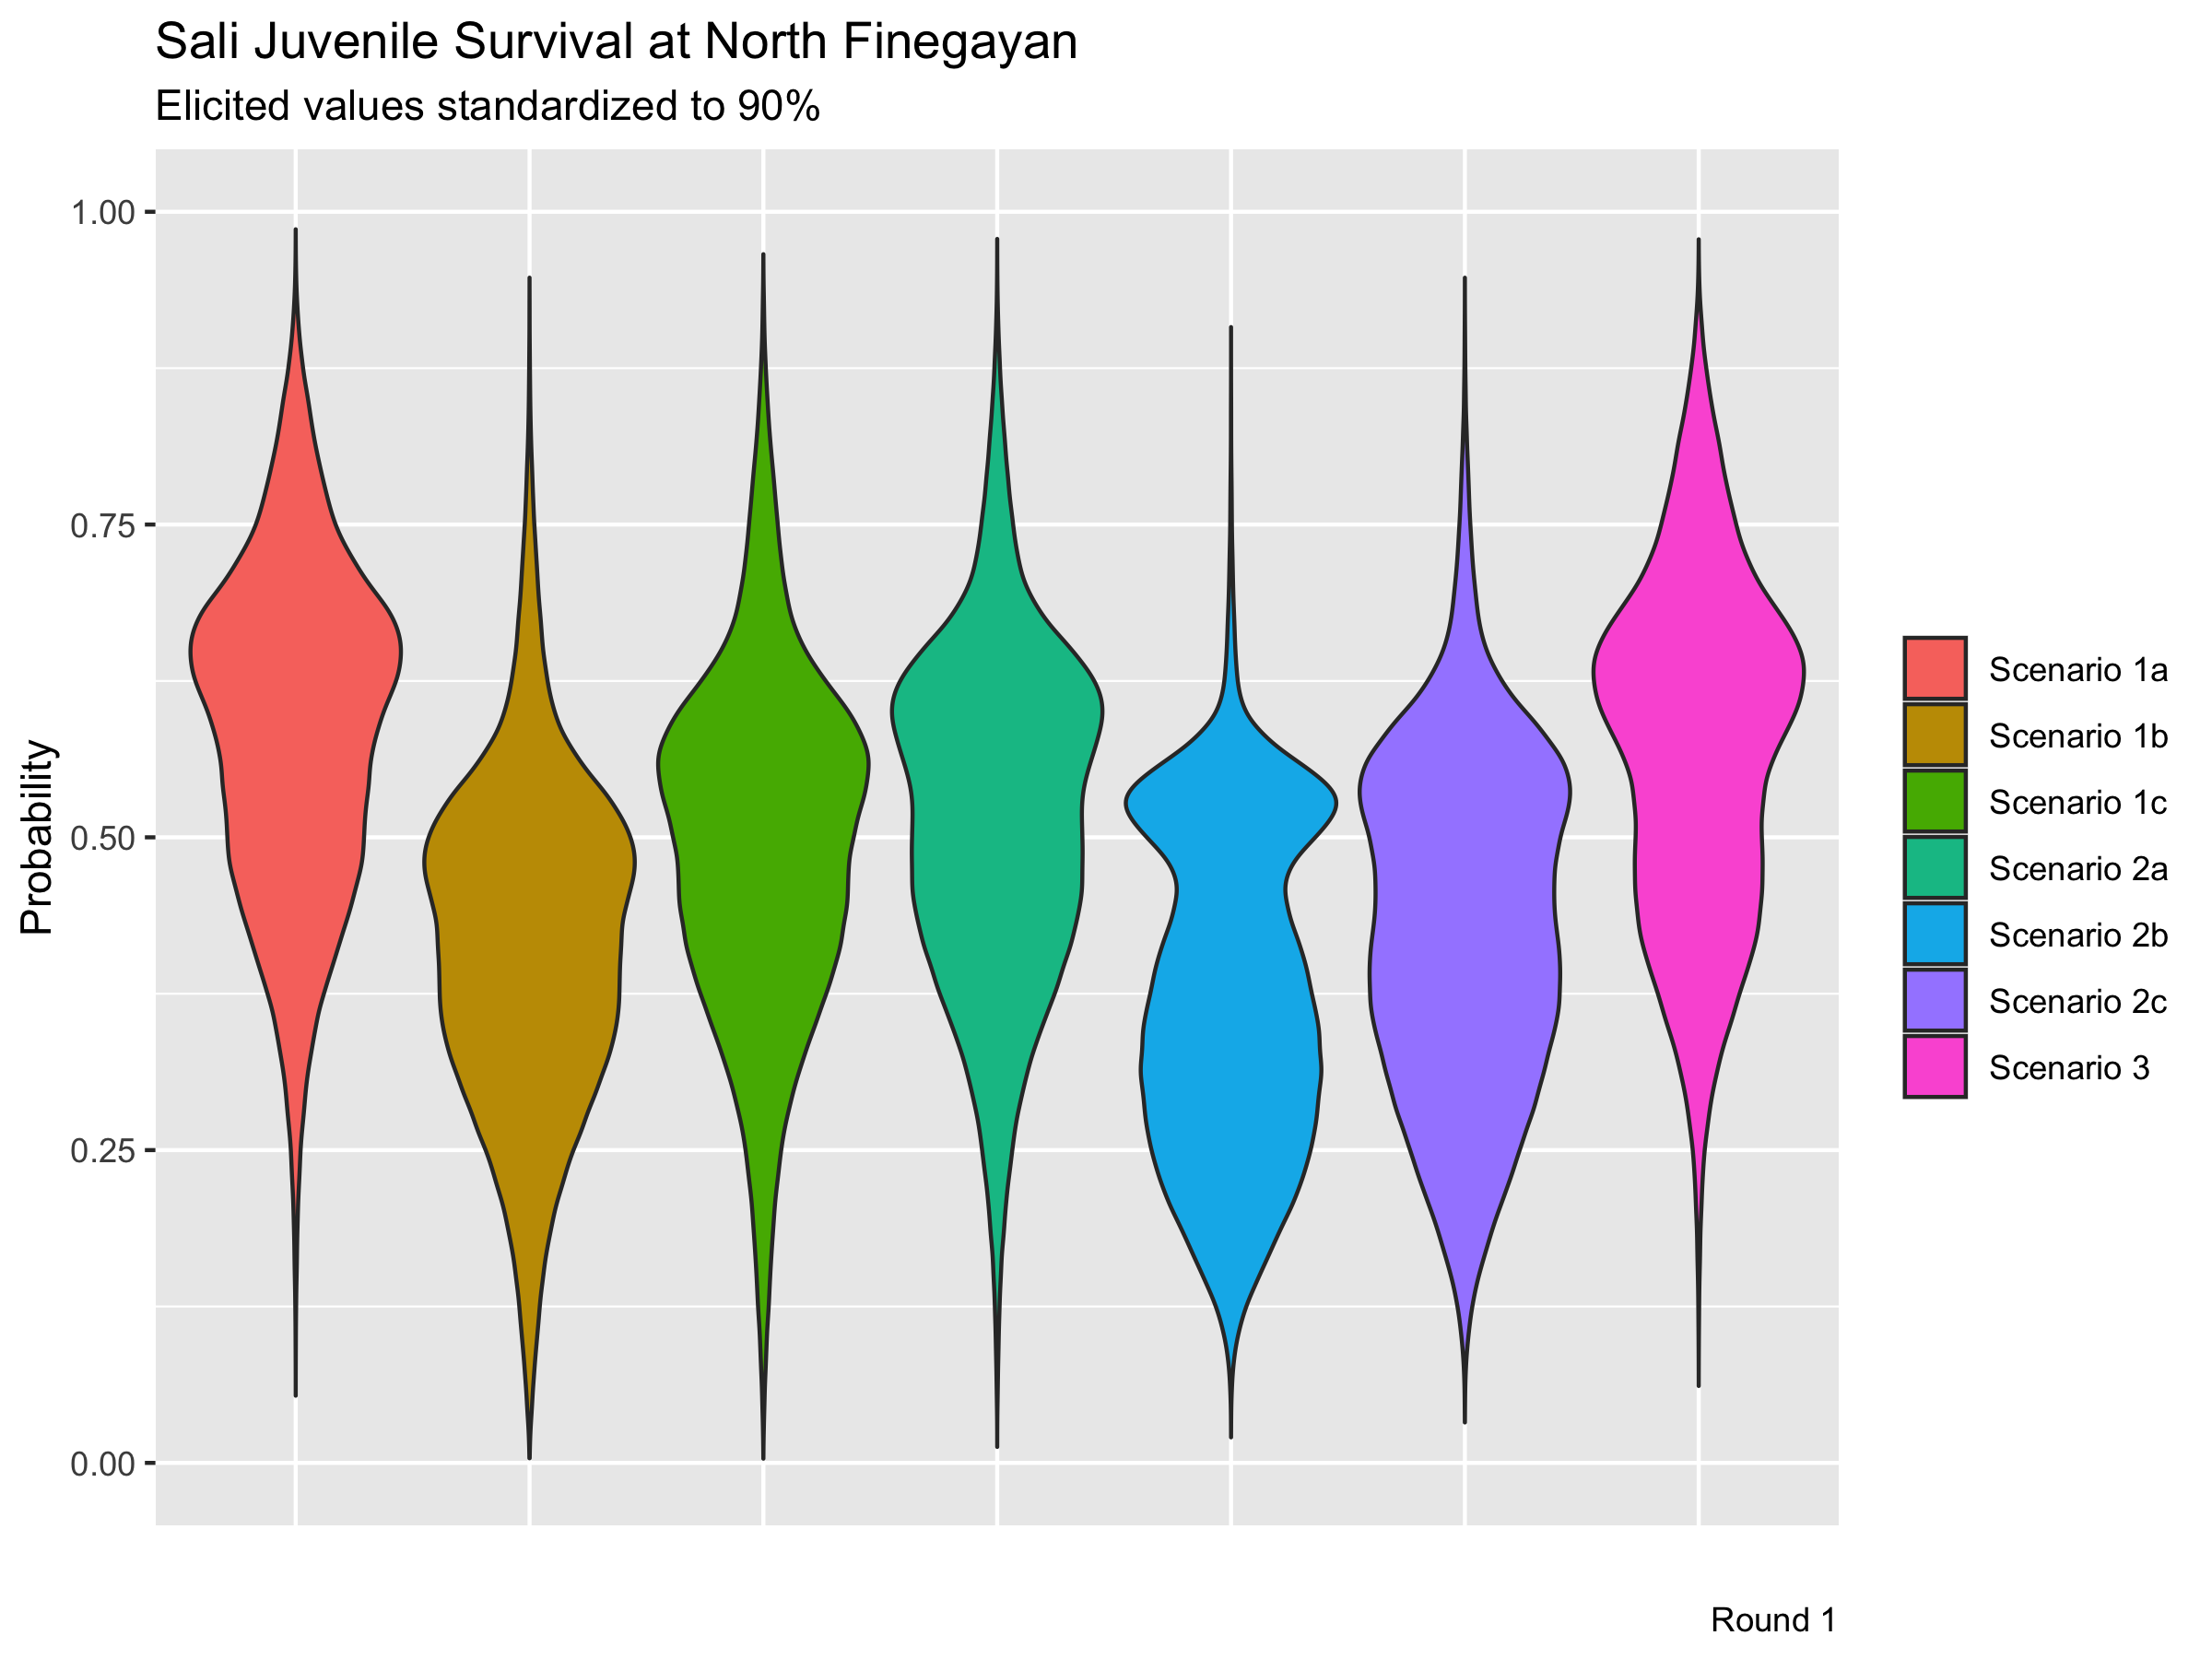 Sali Juvenile Survival at North Finegayan
Elicited values standardized to 90%
Probability
1.00
0.75
0.50
0.25
0.00
Scenario 1a
Scenario 1b
Scenario 1c
Scenario 2a
Scenario 2b
Scenario 2c
Scenario 3
Round 1